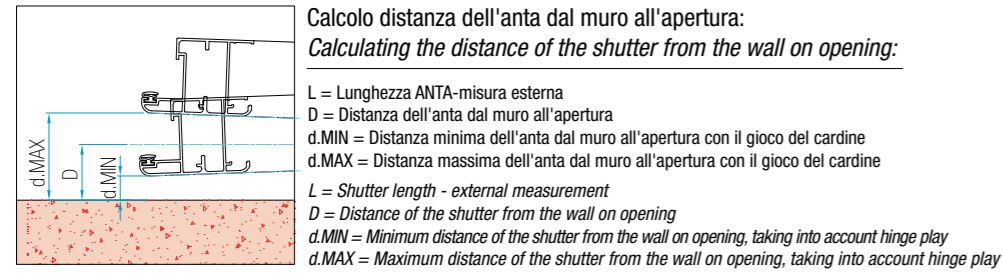 Calcolo distanza dell'anta dal muro all'apertura:
Calculating the distance of the shutter from the wall on opening:
L = Lunghezza ANTA-misura esterna
D = Distanza dell'anta dal muro all'apertura
d.MIN = Distanza minima dell'anta dal muro all'apertura con il gioco del cardine
d.MAX = Distanza massima dell'anta dal muro all'apertura con il gioco del cardine
L = Shutter length - external measurement
D = Distance of the shutter from the wall on opening
d.MIN = Minimum distance of the shutter from the wall on opening, taking into account hinge play
d.MAX = Maximum distance of the shutter from the wall on opening, taking into account hinge play
d.MAX
D
d.MIN